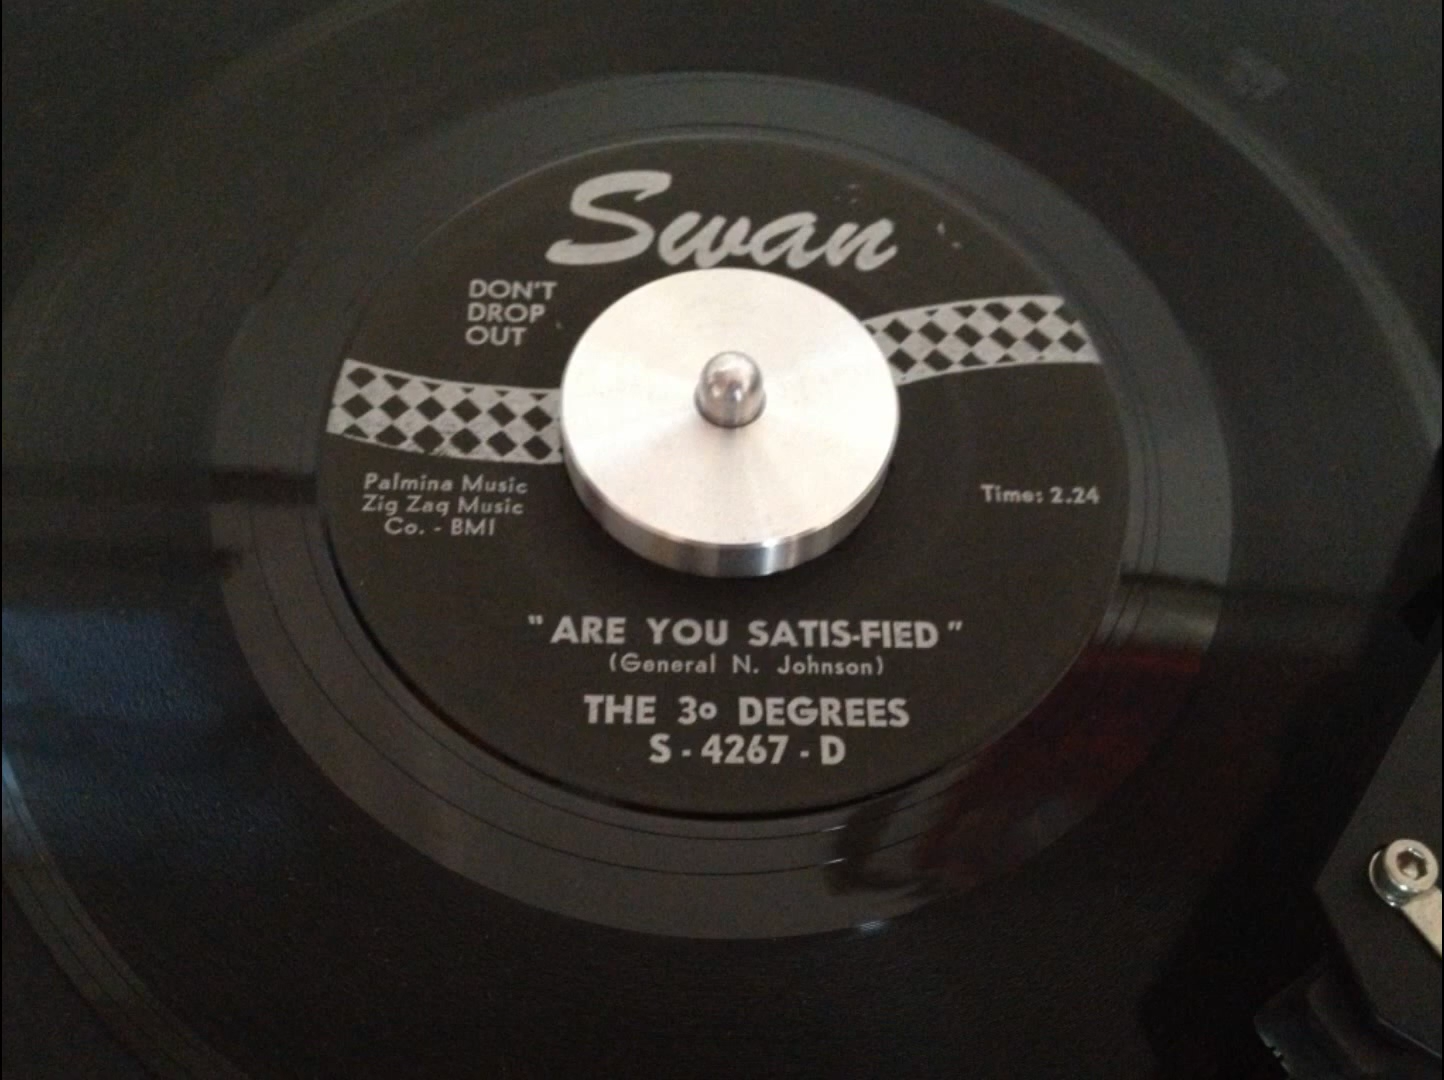 Swan
DON'T
DROP
OUT
Palmina Music
Zig Zag Music
Co. - BMI
Time: 2.24
"ARE YOU SATIS-FIED"
(General N. Johnson)
THE 3º DEGREES
S - 4267 - D